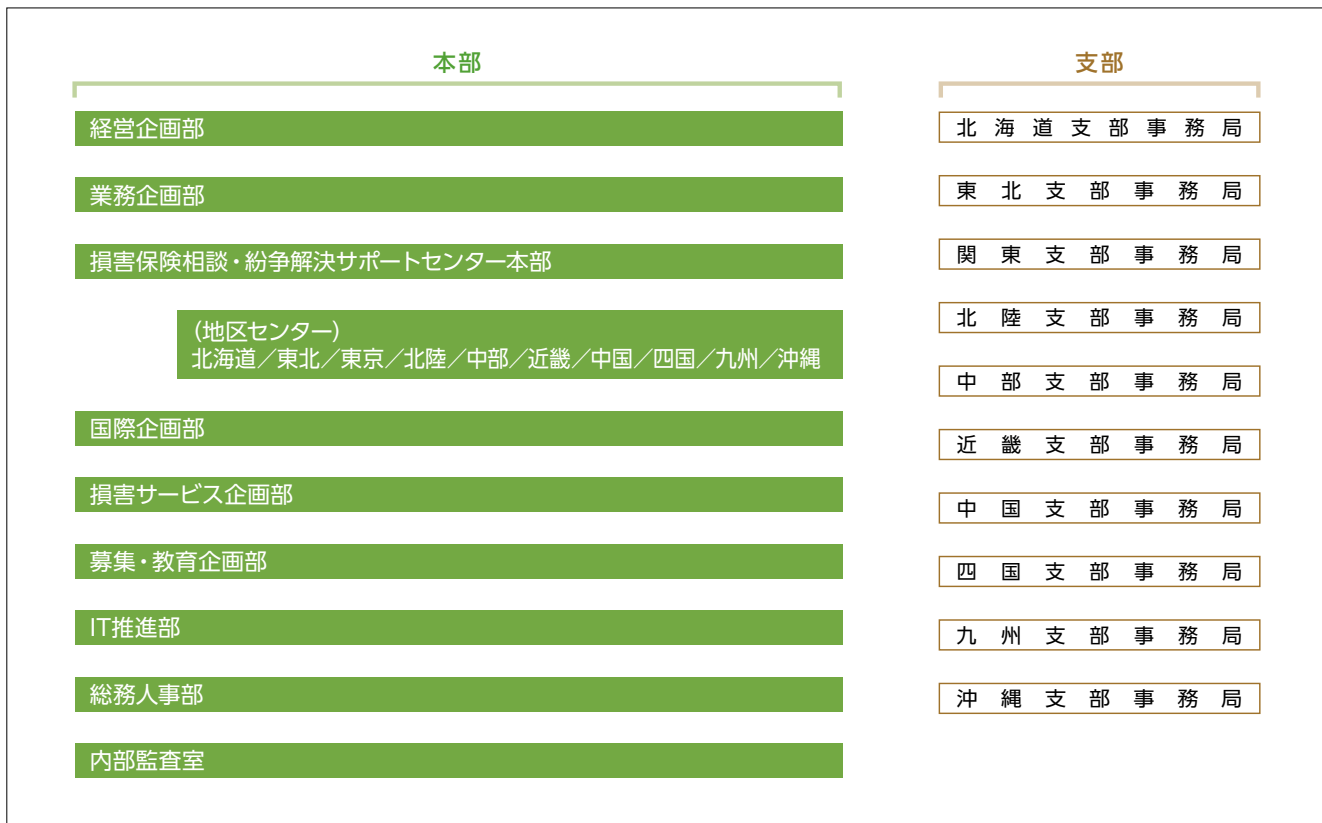 本部
経営企画部
業務企画部
損害保険相談・紛争解決サポートセンター本部
(地区センター)
北海道／東北／東京／北陸／中部／近畿／中国／四国／九州／沖縄
国際企画部
損害サービス企画部
募集・教育企画部
IT推進部
総務人事部
内部監査室
支部
北海道支部事務局
東北支部事務局
関東支部事務局
北陸支部事務局
中部支部事務局
近畿支部事務局
中国支部事務局
四国支部事務局
九州支部事務局
沖縄支部事務局